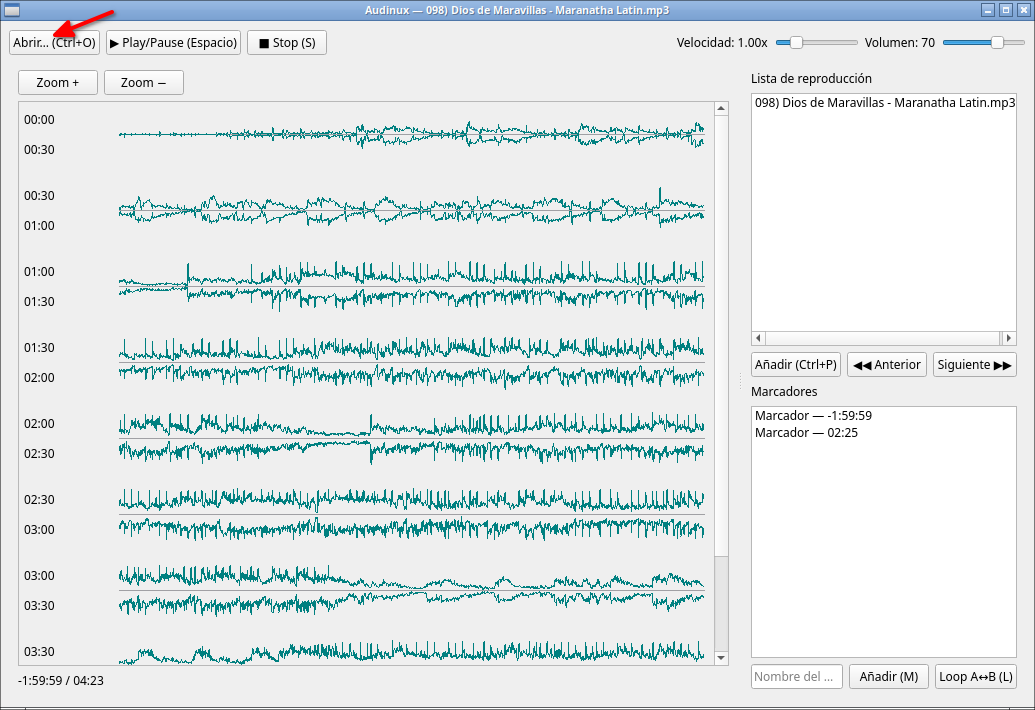 Audinux — 098) Dios de Maravillas - Maranatha Latin.mp3
Abrir... (Ctrl+O) ▶ Play/Pause (Espacio) ■ Stop (S) Velocidad: 1.00x Volumen: 70
Zoom + Zoom −
00:00
00:30
00:30
01:00
01:00
01:30
01:30
02:00
02:00
02:30
02:30
03:00
03:00
03:30
03:30
-1:59:59 / 04:23
Lista de reproducción
098) Dios de Maravillas - Maranatha Latin.mp3
Añadir (Ctrl+P) ◀◀ Anterior Siguiente ▶▶
Marcadores
Marcador — -1:59:59
Marcador — 02:25
Nombre del ... Añadir (M) Loop A↔B (L)